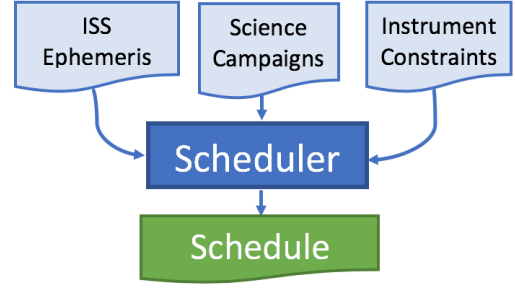 ISS
Ephemeris
Science
Campaigns
Instrument
Constraints
Scheduler
Schedule